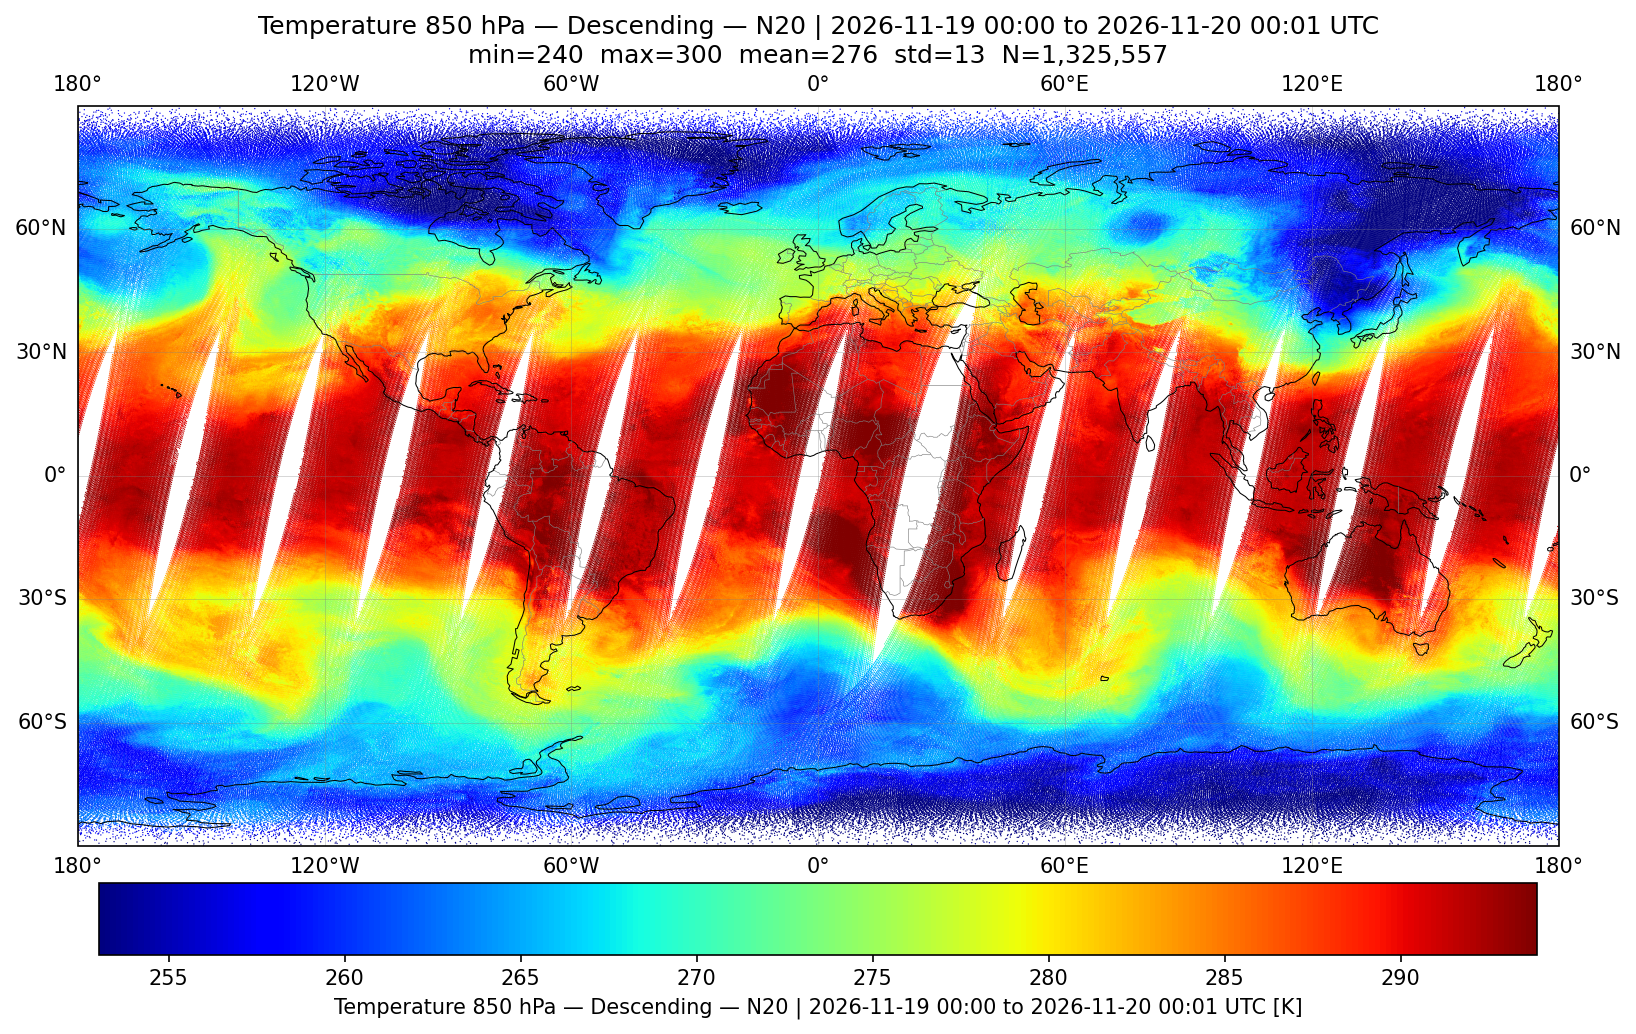 Temperature 850 hPa — Descending — N20 | 2026-11-19 00:00 to 2026-11-20 00:01 UTC
min=240 max=300 mean=276 std=13 N=1,325,557
180° 120°W 60°W 0° 60°E 120°E 180°
60°N 60°N
30°N 30°N
0° 0°
30°S 30°S
60°S 60°S
180° 120°W 60°W 0° 60°E 120°E 180°
255 260 265 270 275 280 285 290
Temperature 850 hPa — Descending — N20 | 2026-11-19 00:00 to 2026-11-20 00:01 UTC [K]